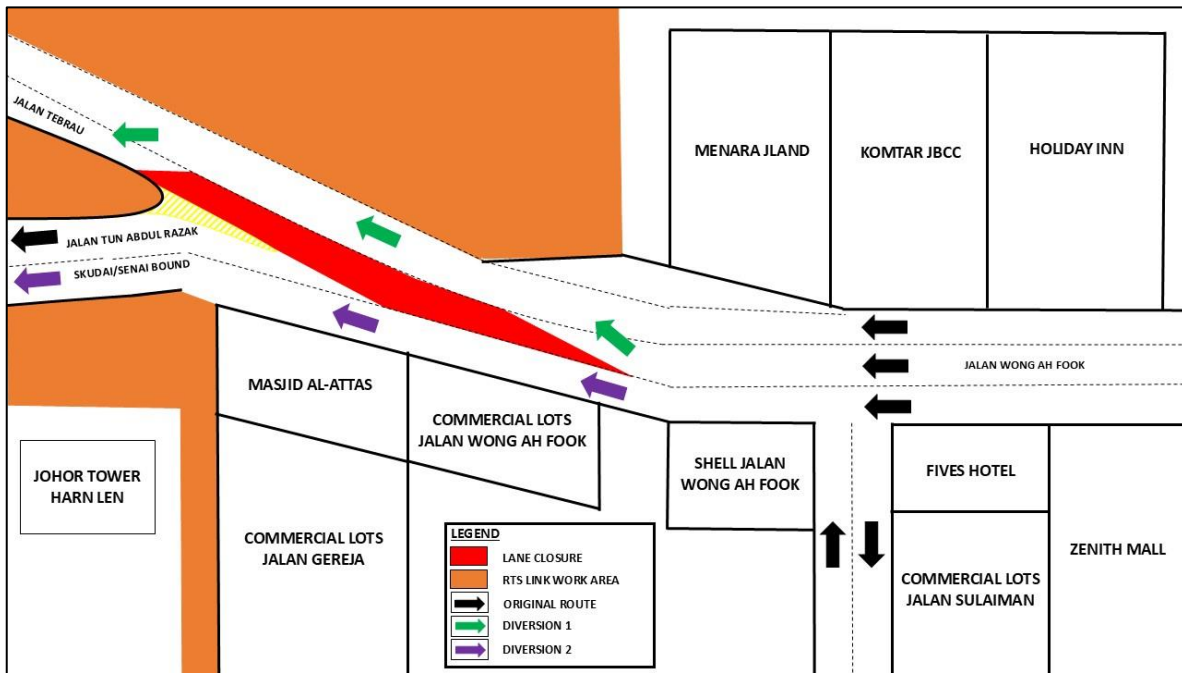 JALAN TEBRAU
MENARA JLAND
KOMTAR JBCC
HOLIDAY INN
JALAN TUN ABDUL RAZAK
SKUDAI/SENAI BOUND
JALAN WONG AH FOOK
MASJID AL-ATTAS
COMMERCIAL LOTS
JALAN WONG AH FOOK
SHELL JALAN
WONG AH FOOK
FIVES HOTEL
JOHOR TOWER
HARN LEN
COMMERCIAL LOTS
JALAN GEREJA
ZENITH MALL
COMMERCIAL LOTS
JALAN SULAIMAN
LEGEND
LANE CLOSURE
RTS LINK WORK AREA
ORIGINAL ROUTE
DIVERSION 1
DIVERSION 2